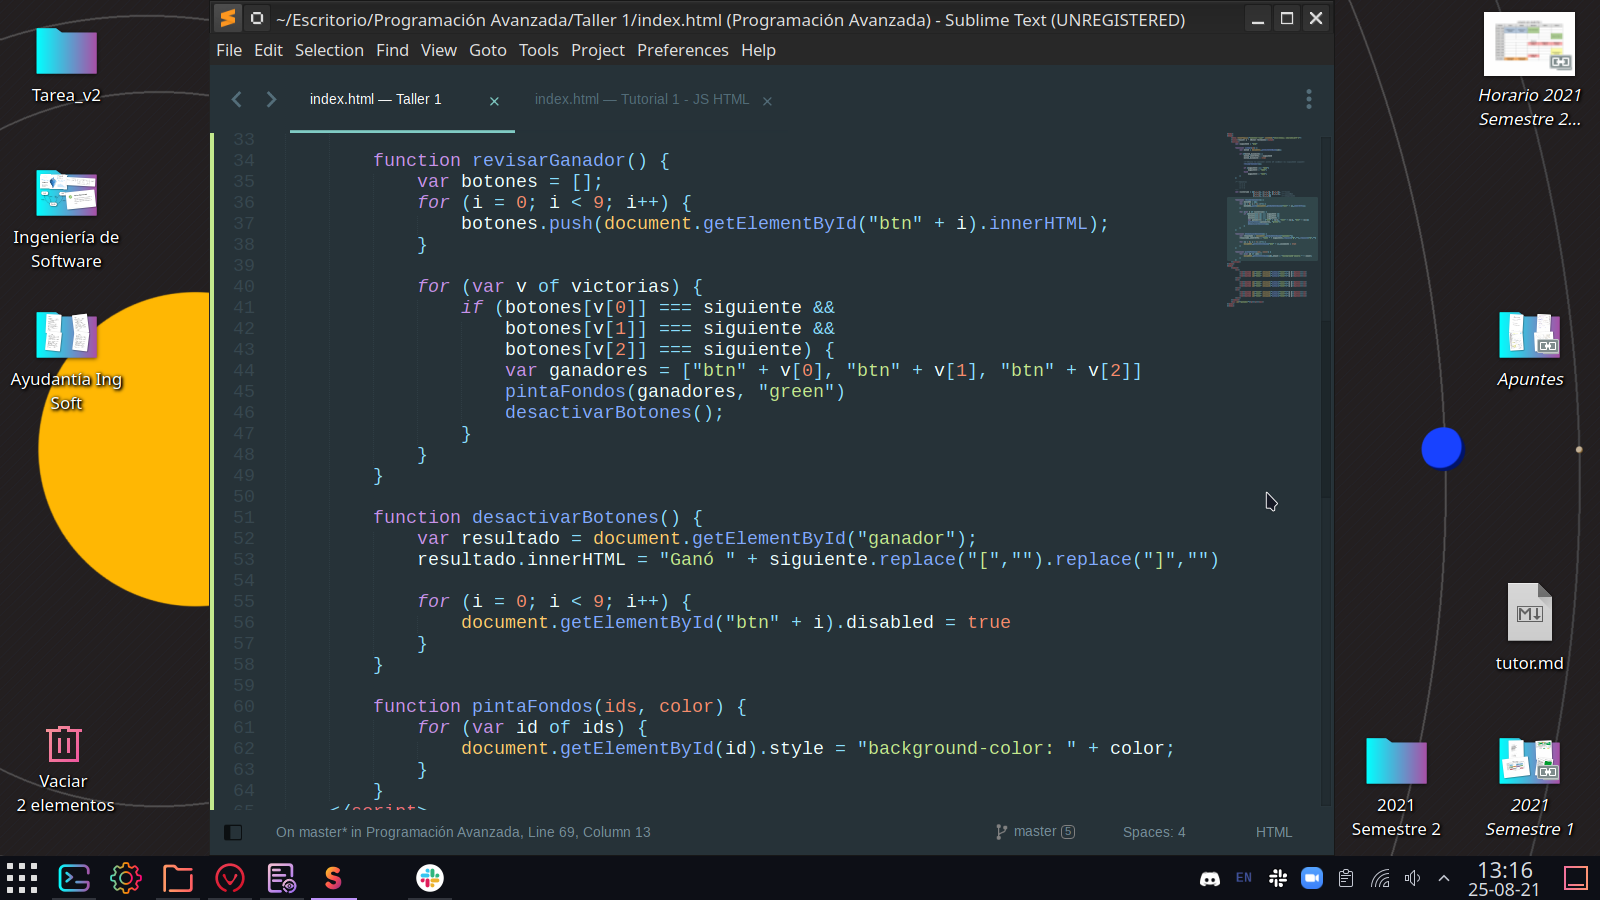 ~/Escritorio/Programación Avanzada/Taller 1/index.html (Programación Avanzada) - Sublime Text (UNREGISTERED)
File Edit Selection Find View Goto Tools Project Preferences Help
index.html — Taller 1
index.html — Tutorial 1 - JS HTML
33
34 function revisarGanador() {
35 var botones = [];
36 for (i = 0; i < 9; i++) {
37 botones.push(document.getElementById("btn" + i).innerHTML);
38 }
39
40 for (var v of victorias) {
41 if (botones[v[0]] === siguiente &&
42 botones[v[1]] === siguiente &&
43 botones[v[2]] === siguiente) {
44 var ganadores = ["btn" + v[0], "btn" + v[1], "btn" + v[2]]
45 pintaFondos(ganadores, "green")
46 desactivarBotones();
47 }
48 }
49 }
50
51 function desactivarBotones() {
52 var resultado = document.getElementById("ganador");
53 resultado.innerHTML = "Ganó " + siguiente.replace("[","").replace("]","")
54
55 for (i = 0; i < 9; i++) {
56 document.getElementById("btn" + i).disabled = true
57 }
58 }
59
60 function pintaFondos(ids, color) {
61 for (var id of ids) {
62 document.getElementById(id).style = "background-color: " + color;
63 }
64 }
65 </script>
On master* in Programación Avanzada, Line 69, Column 13
master 5
Spaces: 4
HTML
Tarea_v2
Ingeniería de
Software
Ayudantía Ing
Soft
Vaciar
2 elementos
Horario 2021
Semestre 2...
Apuntes
tutor.md
2021
Semestre 2
2021
Semestre 1
EN
13:16
25-08-21